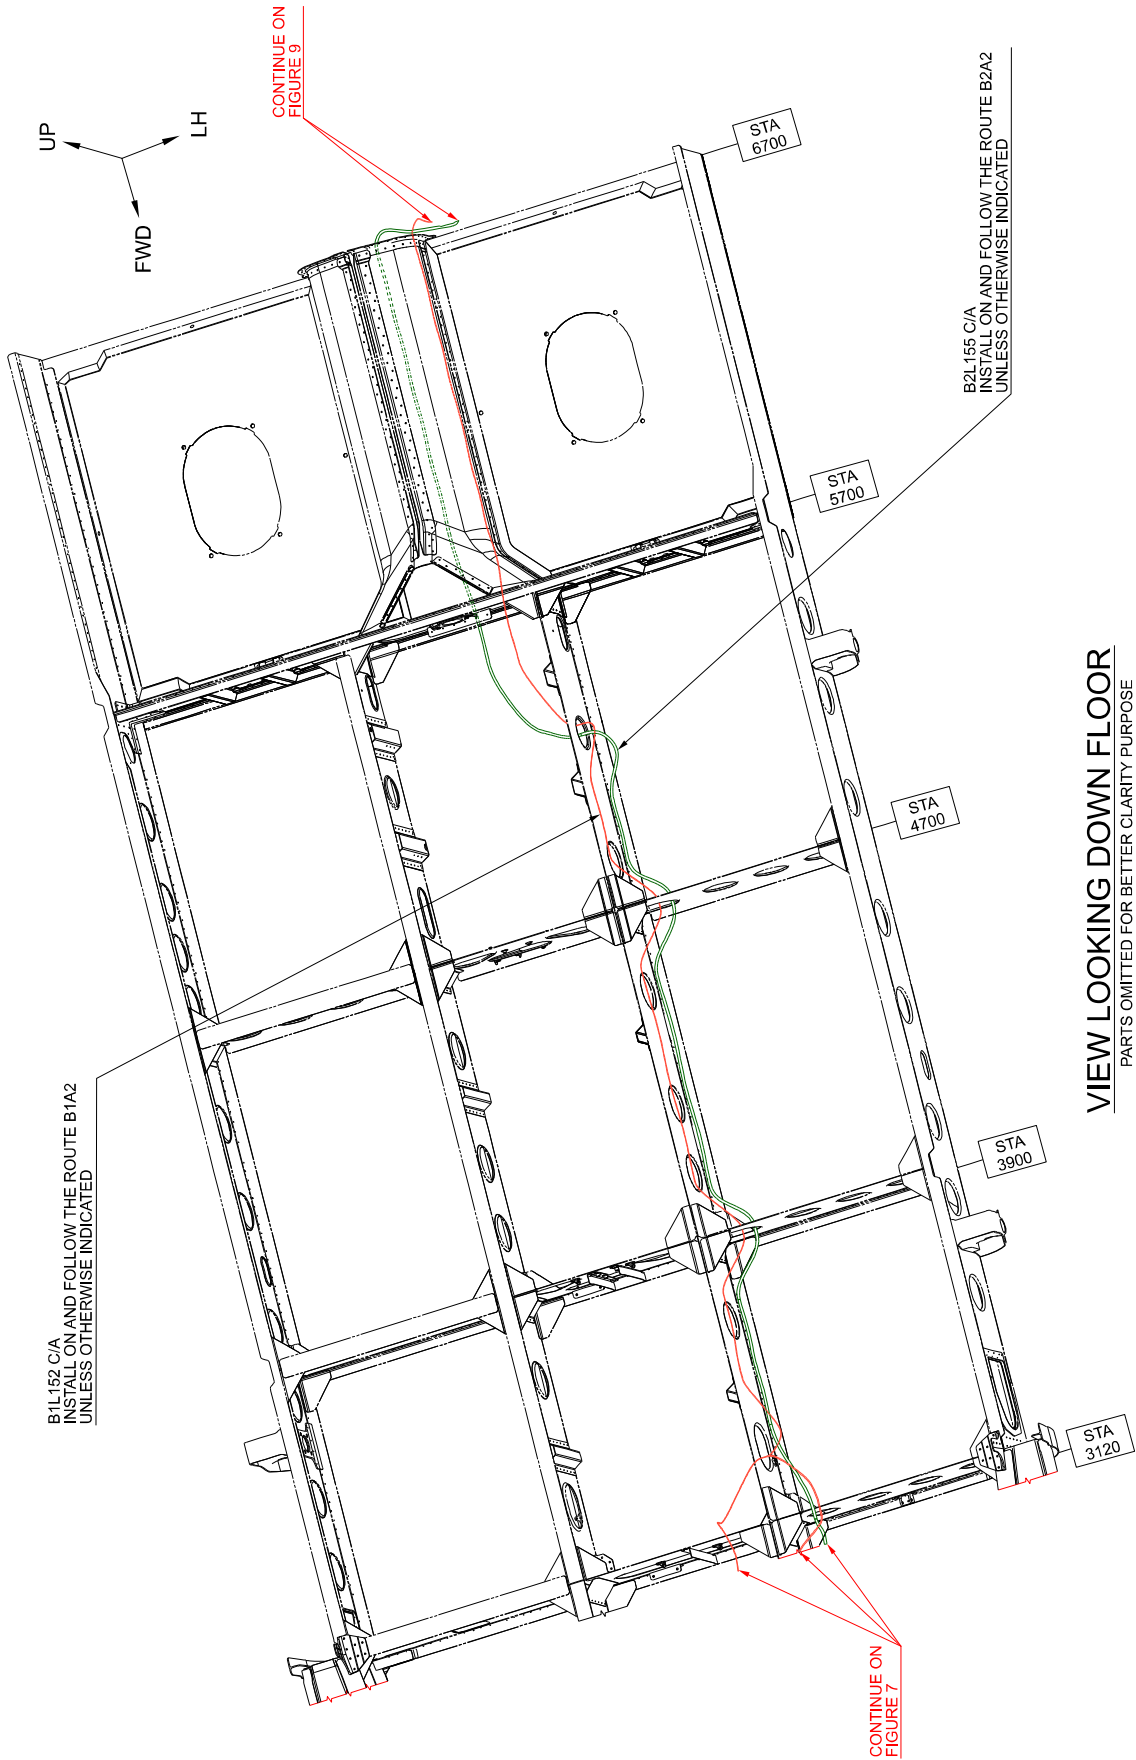 UP
LH
FWD
CONTINUE ON
FIGURE 9
STA
6700
B2L155 C/A
INSTALL ON AND FOLLOW THE ROUTE B2A2
UNLESS OTHERWISE INDICATED
STA
5700
STA
4700
STA
3900
STA
3120
B1L152 C/A
INSTALL ON AND FOLLOW THE ROUTE B1A2
UNLESS OTHERWISE INDICATED
CONTINUE ON
FIGURE 7
VIEW LOOKING DOWN FLOOR
PARTS OMITTED FOR BETTER CLARITY PURPOSE